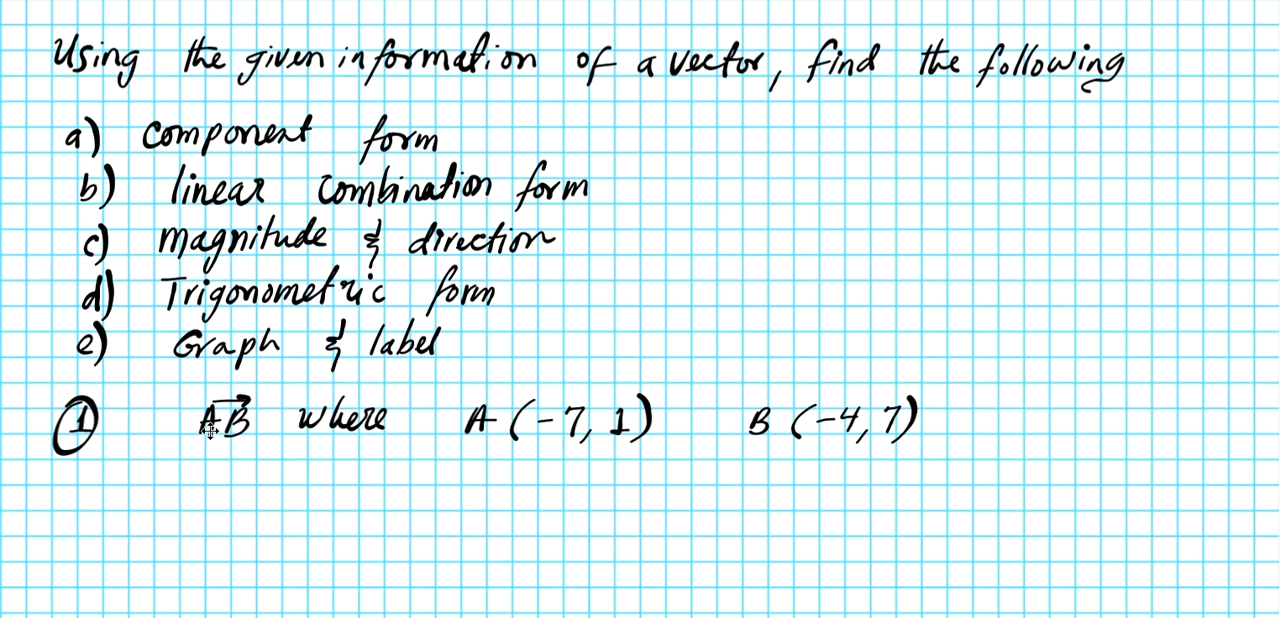 Using the given information of a vector, find the following
a) component form
b) linear combination form
c) magnitude & direction
d) Trigonometric form
e) Graph & label
① A⃗B⃗ where A (-7, 1) B (-4, 7)